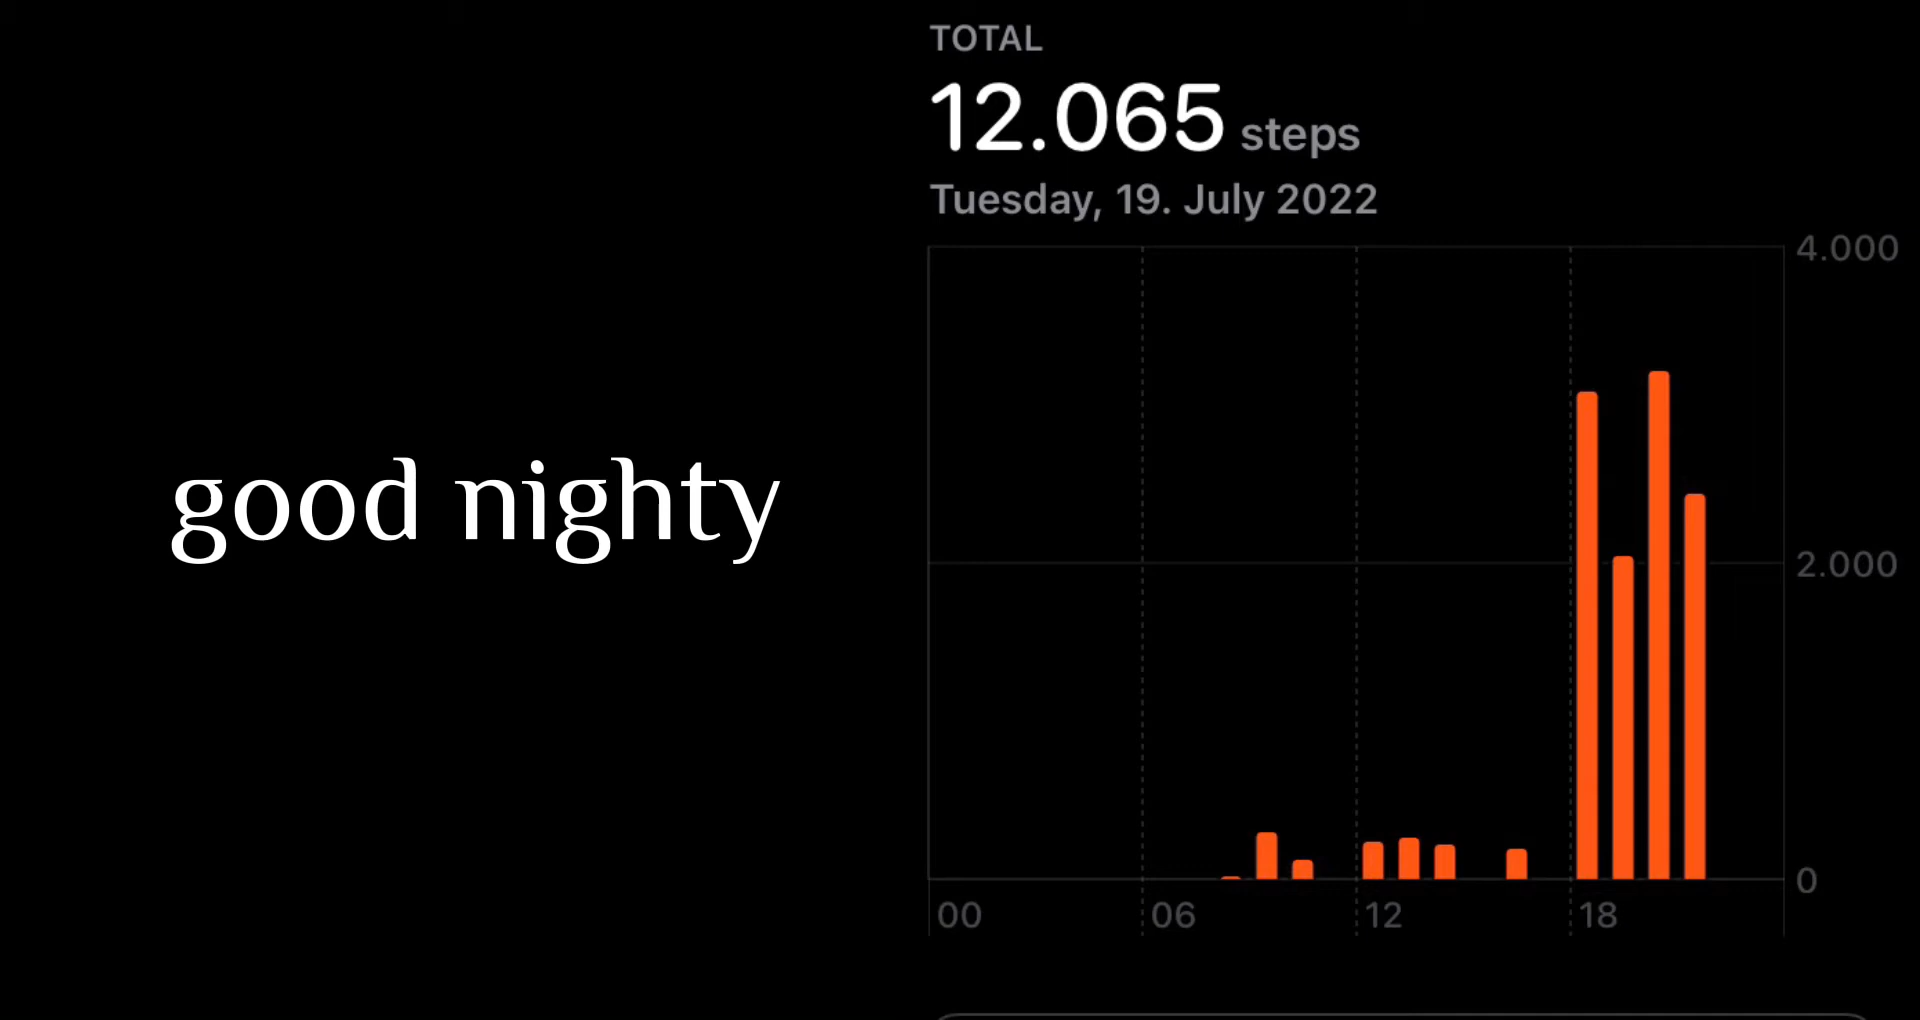 good nighty
TOTAL
12.065 steps
Tuesday, 19. July 2022
4.000
2.000
0
00 06 12 18